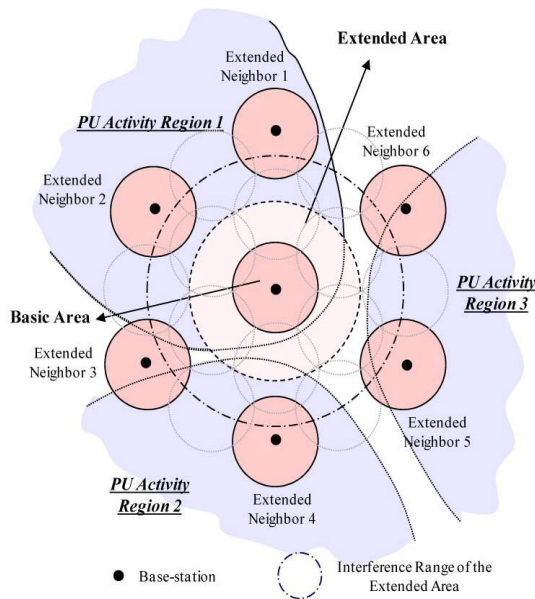 Extended Area
Extended
Neighbor 1
PU Activity Region 1
Extended
Neighbor 6
Extended
Neighbor 2
PU Activity
Region 3
Basic Area
Extended
Neighbor 3
Extended
Neighbor 5
PU Activity
Region 2
Extended
Neighbor 4
Base-station
Interference Range of the
Extended Area